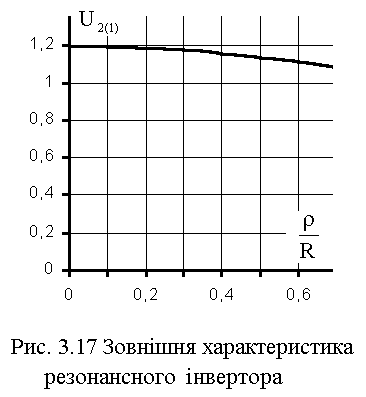 U 2(1)
1,2
1
0,8
0,6
0,4
0,2
0
ρ
R
0 0,2 0,4 0,6
Рис. 3.17 Зовнішня характеристика
резонансного інвертора